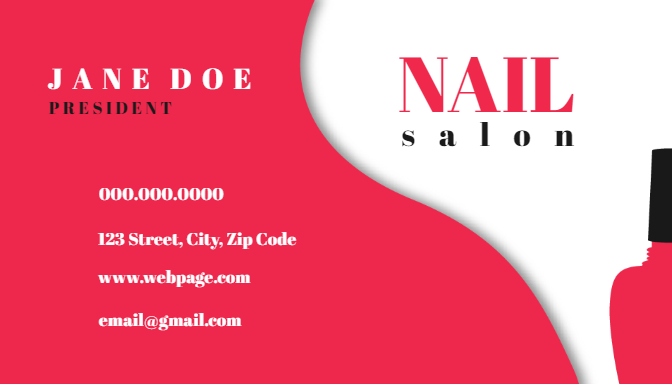 JANE DOE
PRESIDENT
000.000.0000
123 Street, City, Zip Code
www.webpage.com
email@gmail.com
NAIL
salon